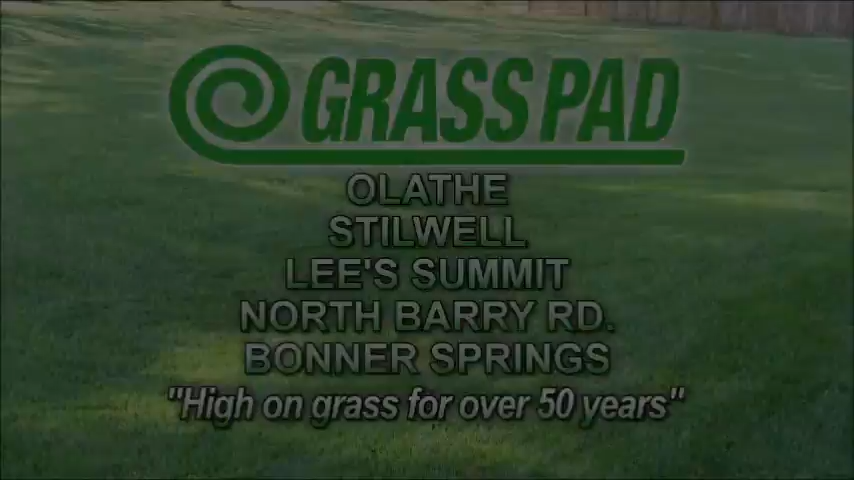 GRASS PAD
OLATHE
STILWELL
LEE'S SUMMIT
NORTH BARRY RD.
BONNER SPRINGS
"High on grass for over 50 years"